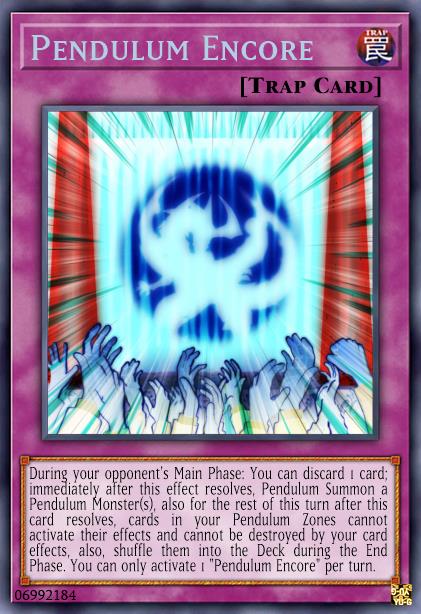 PENDULUM ENCORE
TRAP
罠
[TRAP CARD]
During your opponent's Main Phase: You can discard 1 card;
immediately after this effect resolves, Pendulum Summon a
Pendulum Monster(s), also for the rest of this turn after this
card resolves, cards in your Pendulum Zones cannot
activate their effects and cannot be destroyed by your card
effects, also, shuffle them into the Deck during the End
Phase. You can only activate 1 "Pendulum Encore" per turn.
06992184